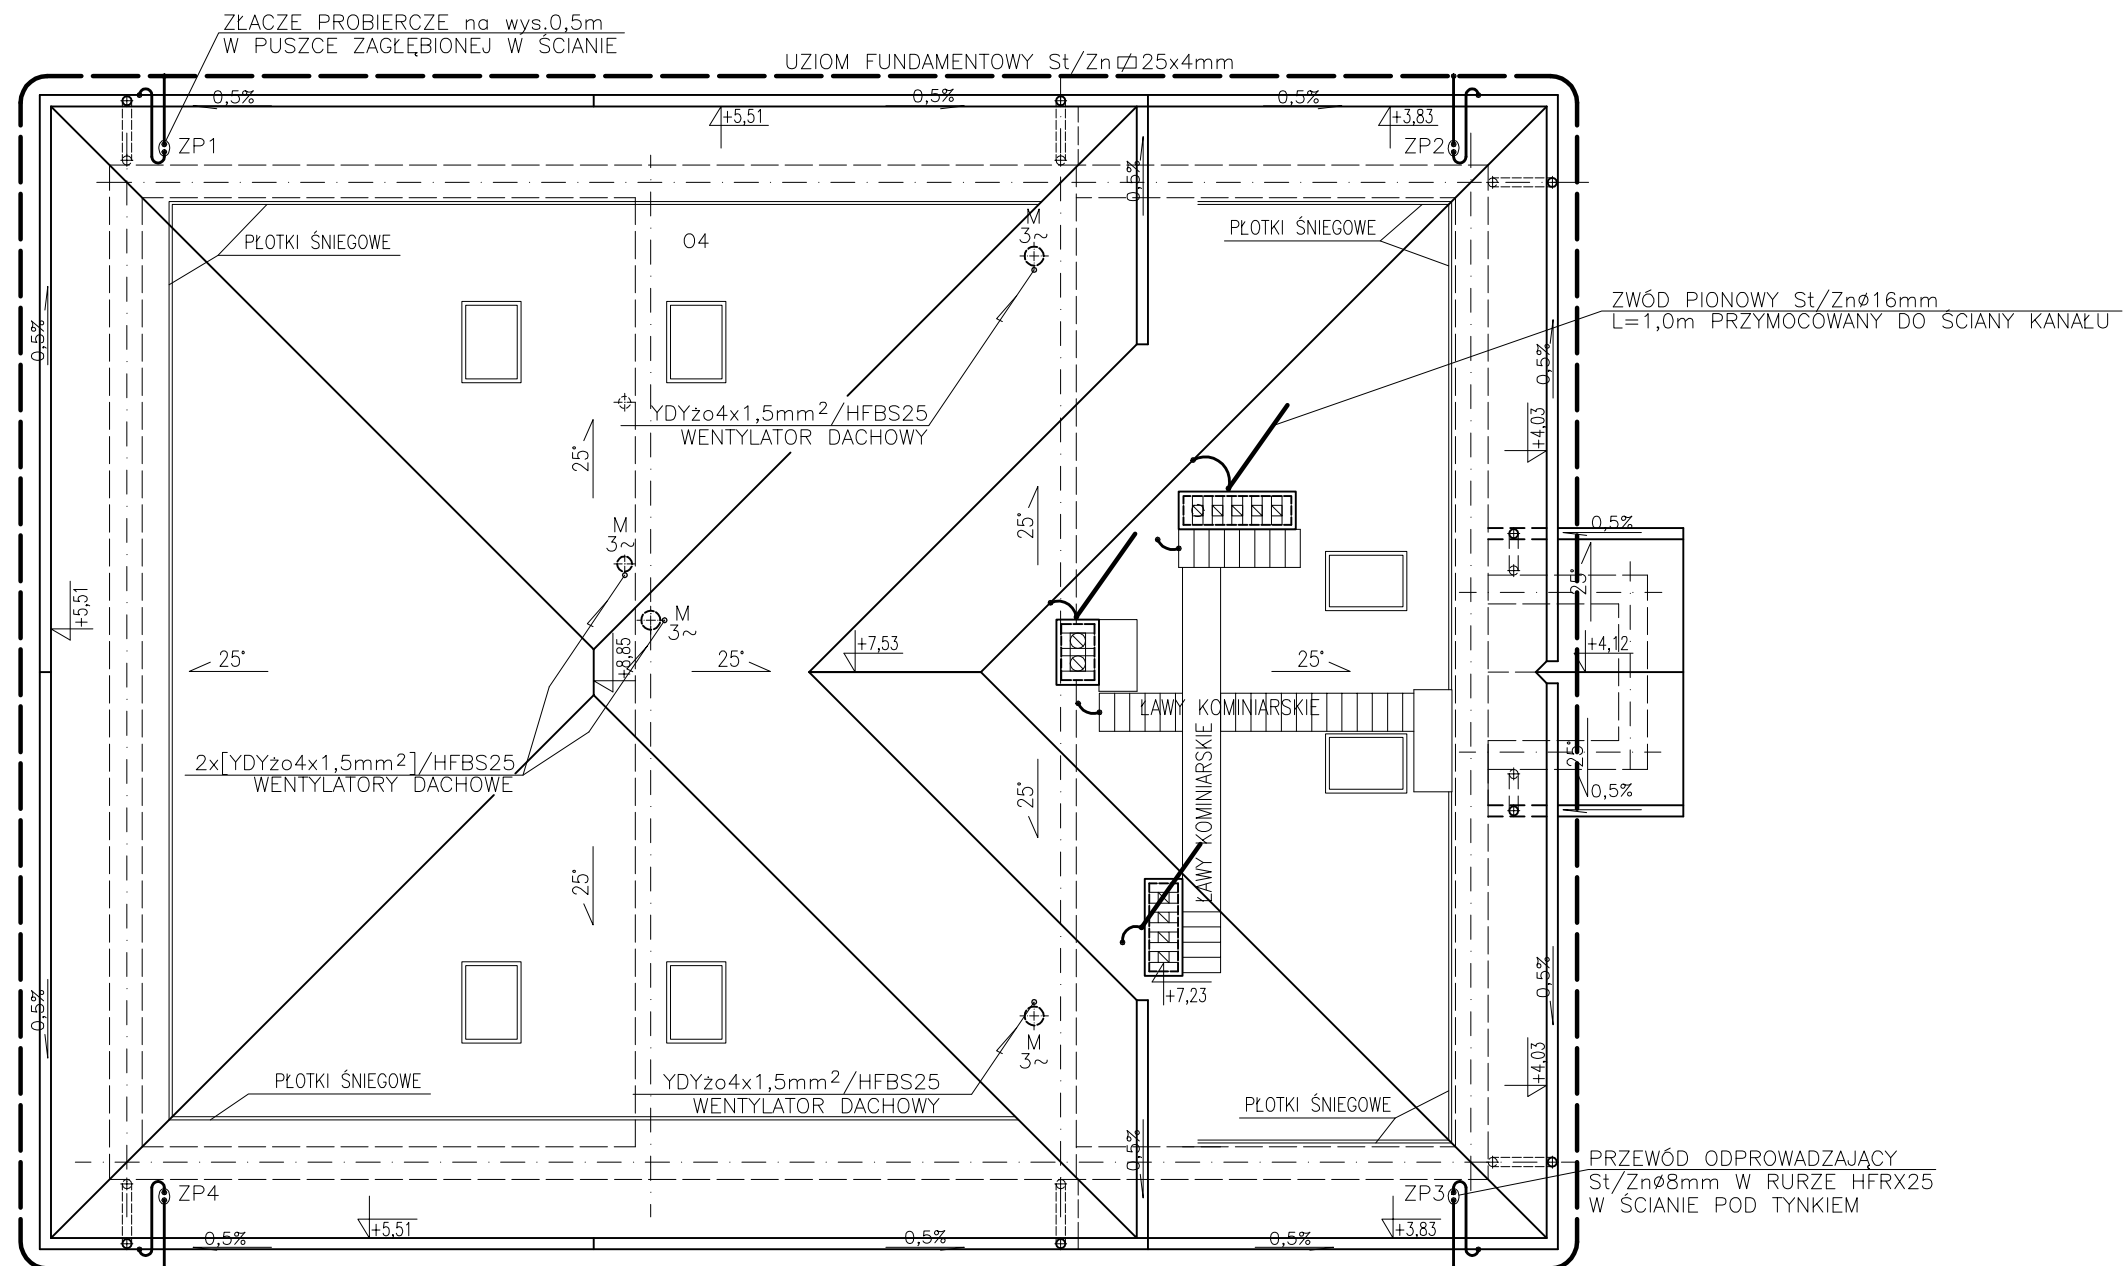 ZŁACZE PROBIERCZE na wys.0,5m
W PUSZCE ZAGŁĘBIONEJ W ŚCIANIE
UZIOM FUNDAMENTOWY St/Zn 25x4mm
0,5%
0,5%
0,5%
+5,51
+3,83
ZP1
ZP2
0,5%
PŁOTKI ŚNIEGOWE
O4
M
3~
PŁOTKI ŚNIEGOWE
ZWÓD PIONOWY St/Znø16mm
L=1,0m PRZYMOCOWANY DO ŚCIANY KANAŁU
0,5%
0,5%
YDYżo4x1,5mm²/HFBS25
WENTYLATOR DACHOWY
+4,03
25°
25°
M
3~
0,5%
25°
+5,51
M
3~
+8,85
+7,53
+4,12
25°
25°
25°
ŁAWY KOMINIARSKIE
ŁAWY KOMINIARSKIE
2x[YDYżo4x1,5mm²]/HFBS25
WENTYLATORY DACHOWE
25°
0,5%
25°
25°
0,5%
0,5%
+7,23
M
3~
+4,03
PŁOTKI ŚNIEGOWE
YDYżo4x1,5mm²/HFBS25
WENTYLATOR DACHOWY
PŁOTKI ŚNIEGOWE
0,5%
PRZEWÓD ODPROWADZAJĄCY
St/Znø8mm W RURZE HFRX25
W ŚCIANIE POD TYNKIEM
ZP4
ZP3
+5,51
+3,83
0,5%
0,5%
0,5%